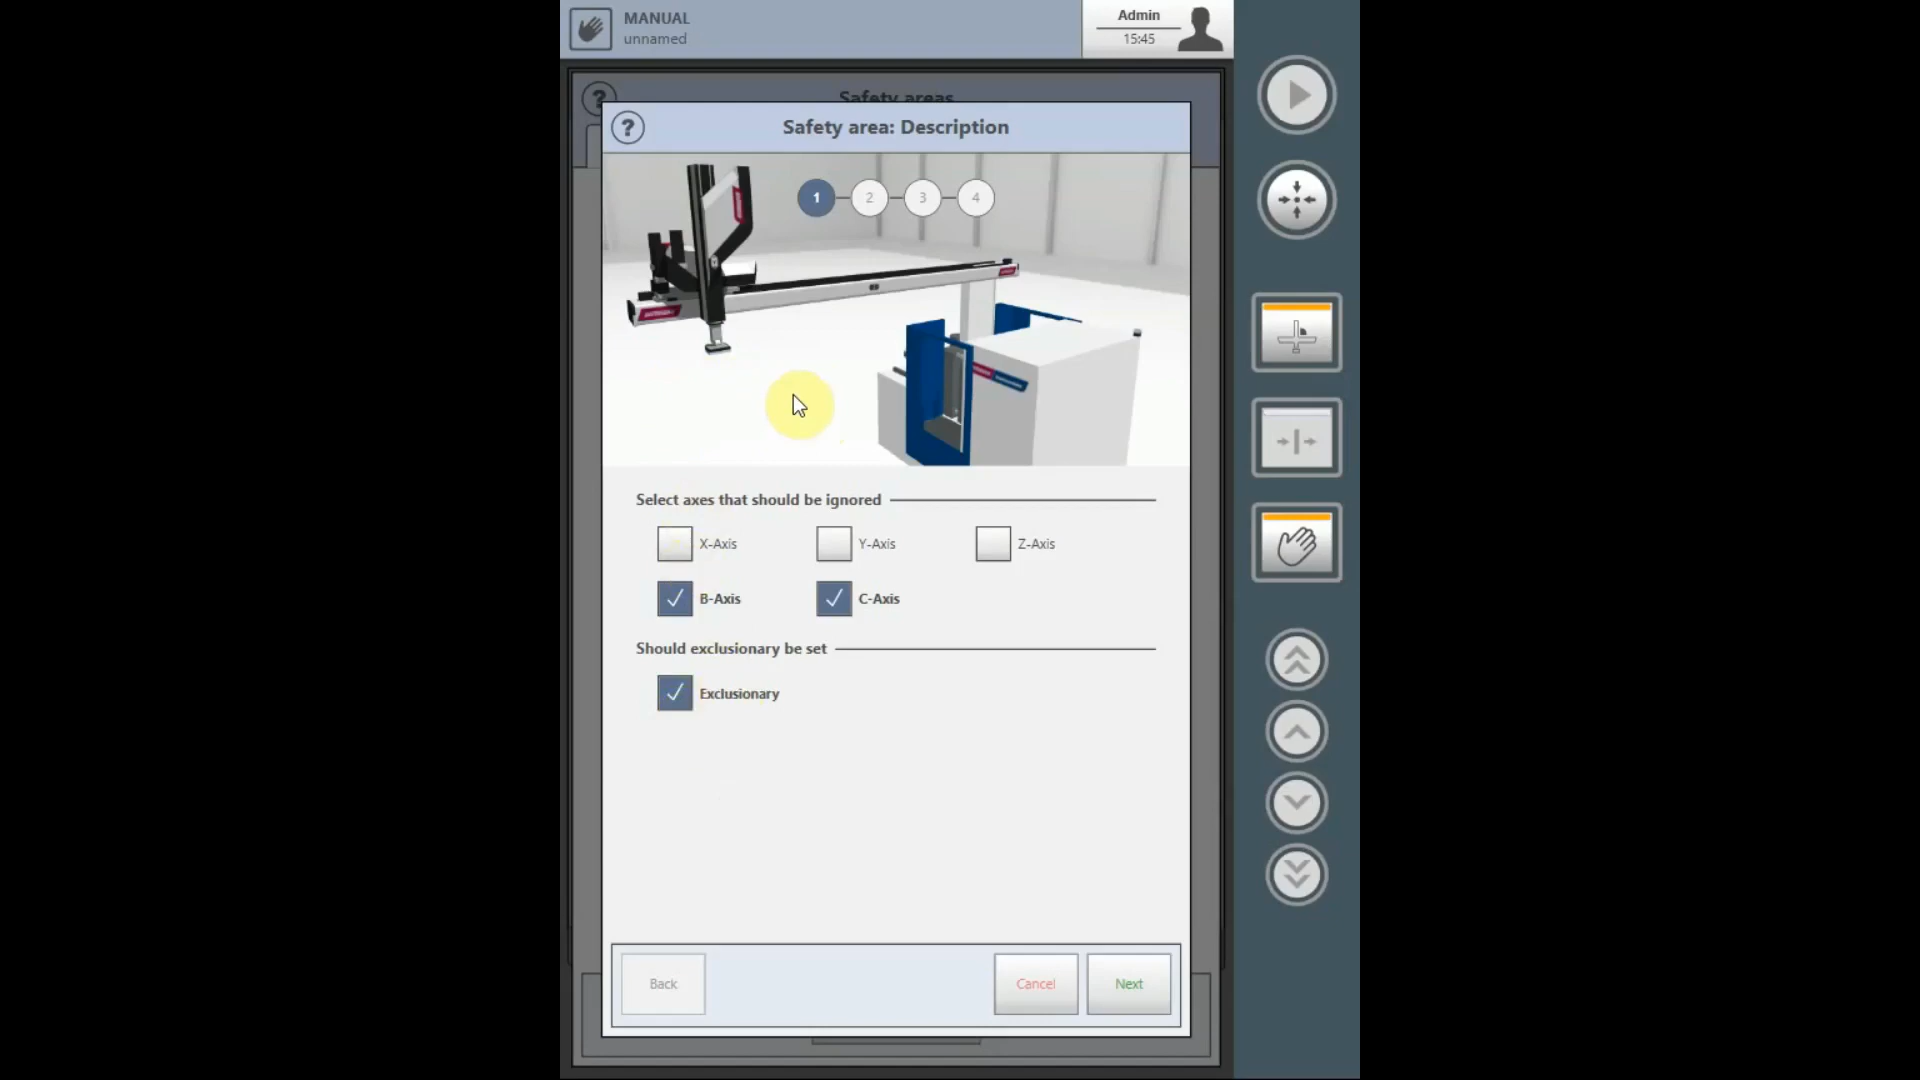 MANUAL
unnamed
Admin
15:45
?
Safety areas
?
Safety area: Description
1
2
3
4
Select axes that should be ignored
X-Axis
Y-Axis
Z-Axis
B-Axis
C-Axis
Should exclusionary be set
Exclusionary
Back
Cancel
Next